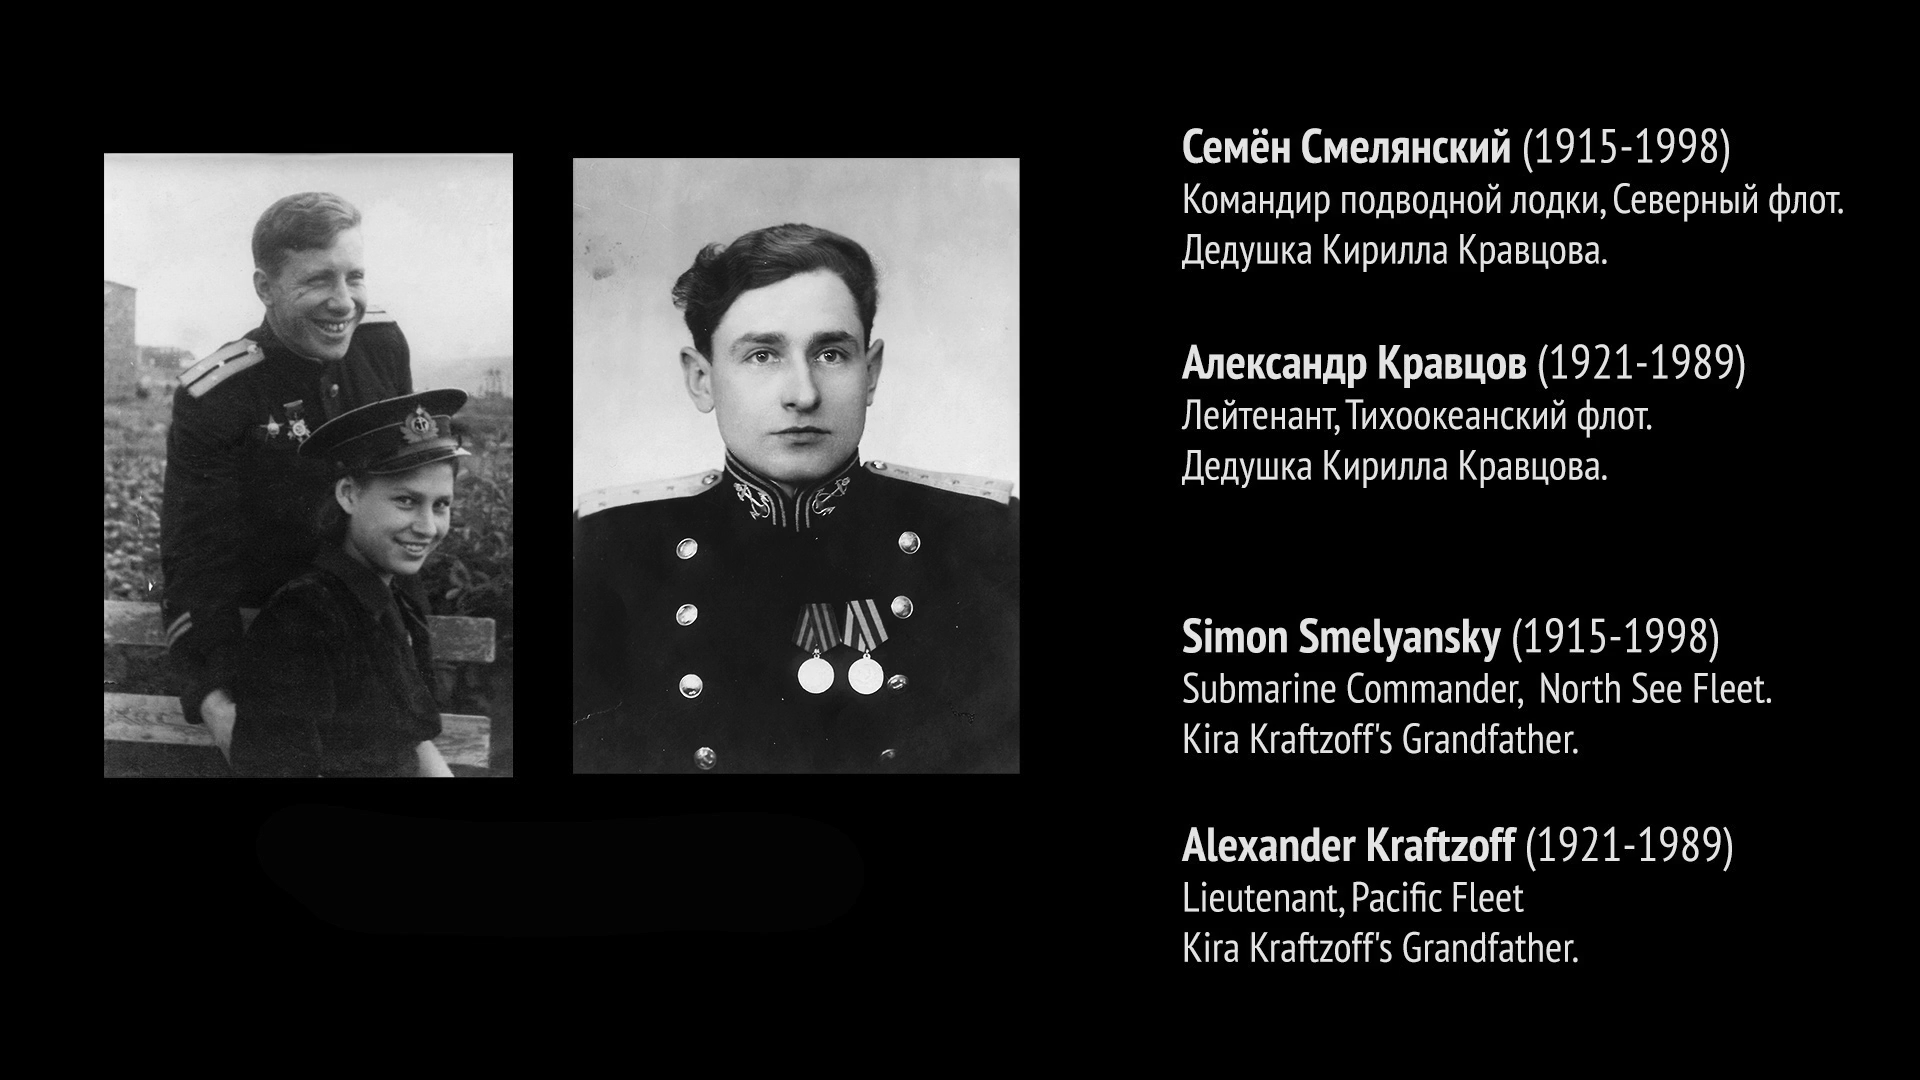 Семён Смелянский (1915-1998)
Командир подводной лодки, Северный флот.
Дедушка Кирилла Кравцова.
Александр Кравцов (1921-1989)
Лейтенант, Тихоокеанский флот.
Дедушка Кирилла Кравцова.
Simon Smelyansky (1915-1998)
Submarine Commander, North See Fleet.
Kira Kraftzoff's Grandfather.
Alexander Kraftzoff (1921-1989)
Lieutenant, Pacific Fleet
Kira Kraftzoff's Grandfather.